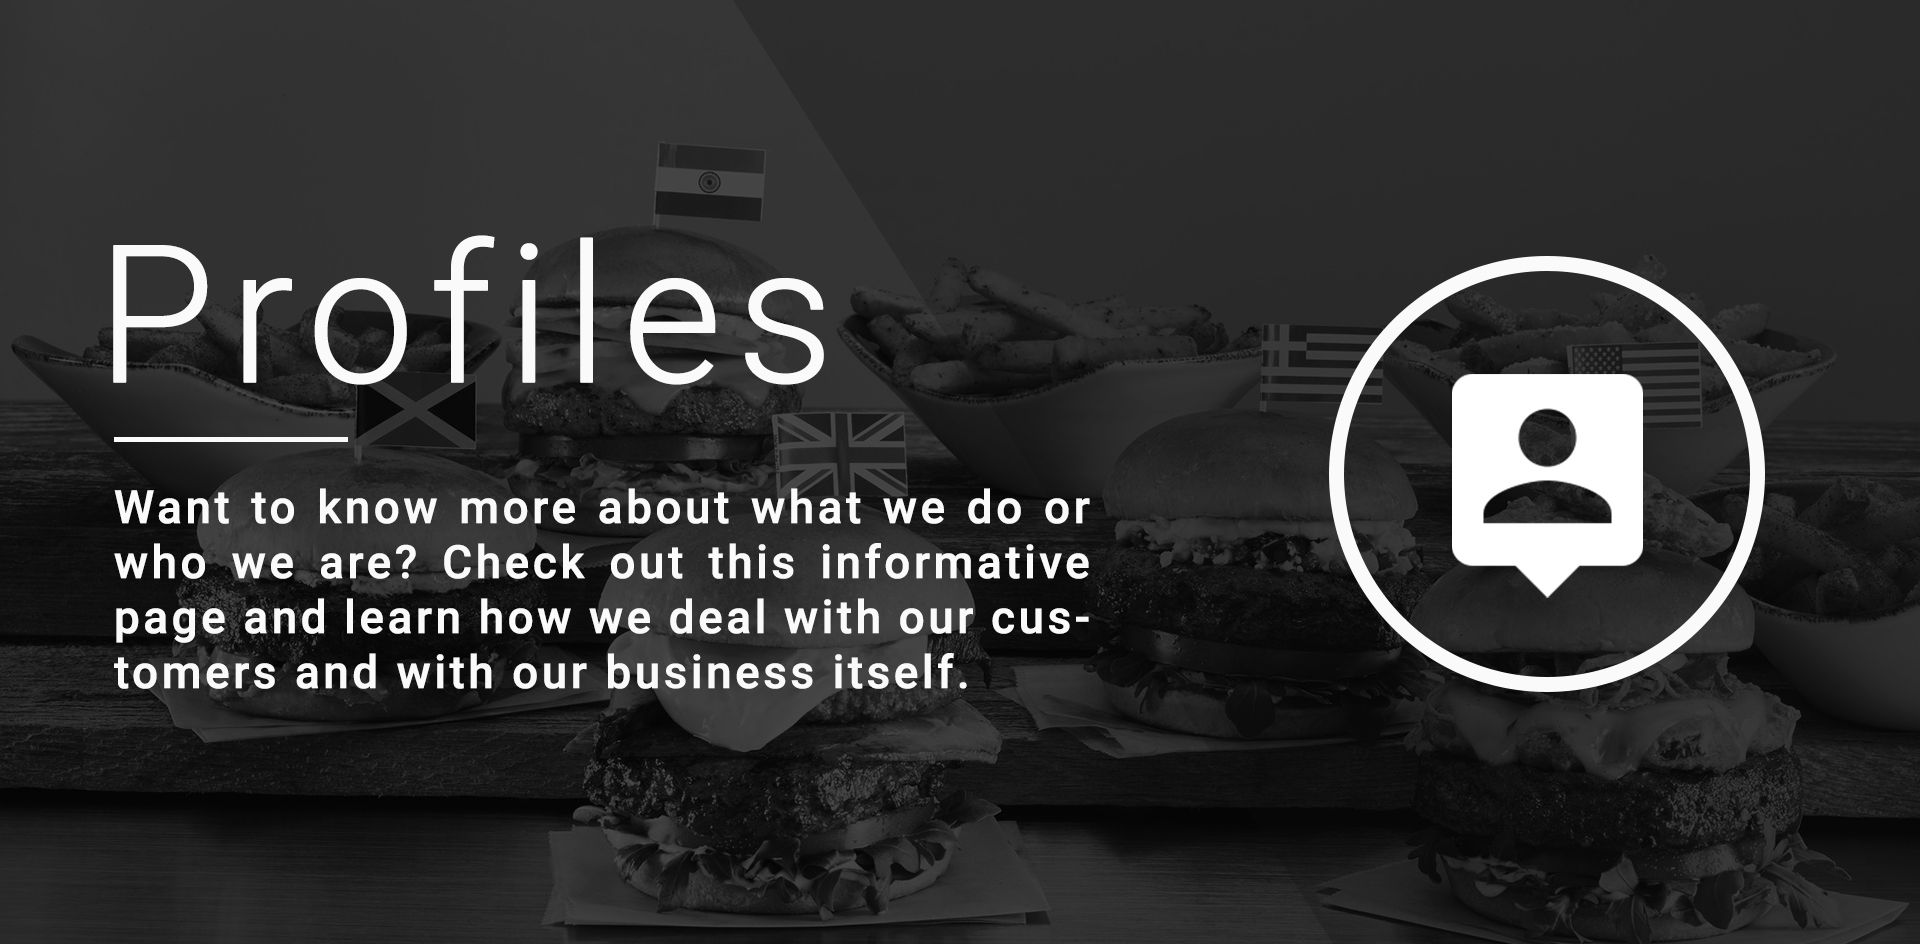 Profiles
Want to know more about what we do or
who we are? Check out this informative
page and learn how we deal with our cus-
tomers and with our business itself.